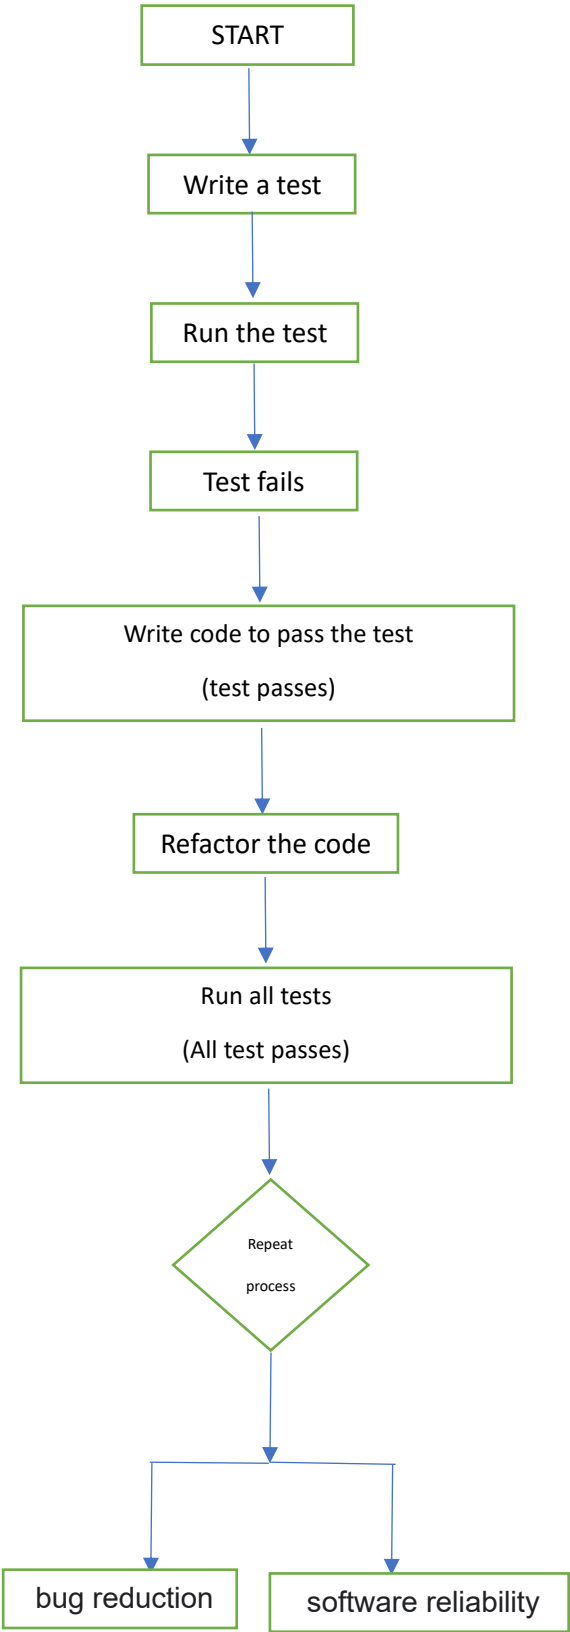 START
Write a test
Run the test
Test fails
Write code to pass the test
(test passes)
Refactor the code
Run all tests
(All test passes)
Repeat
process
bug reduction
software reliability